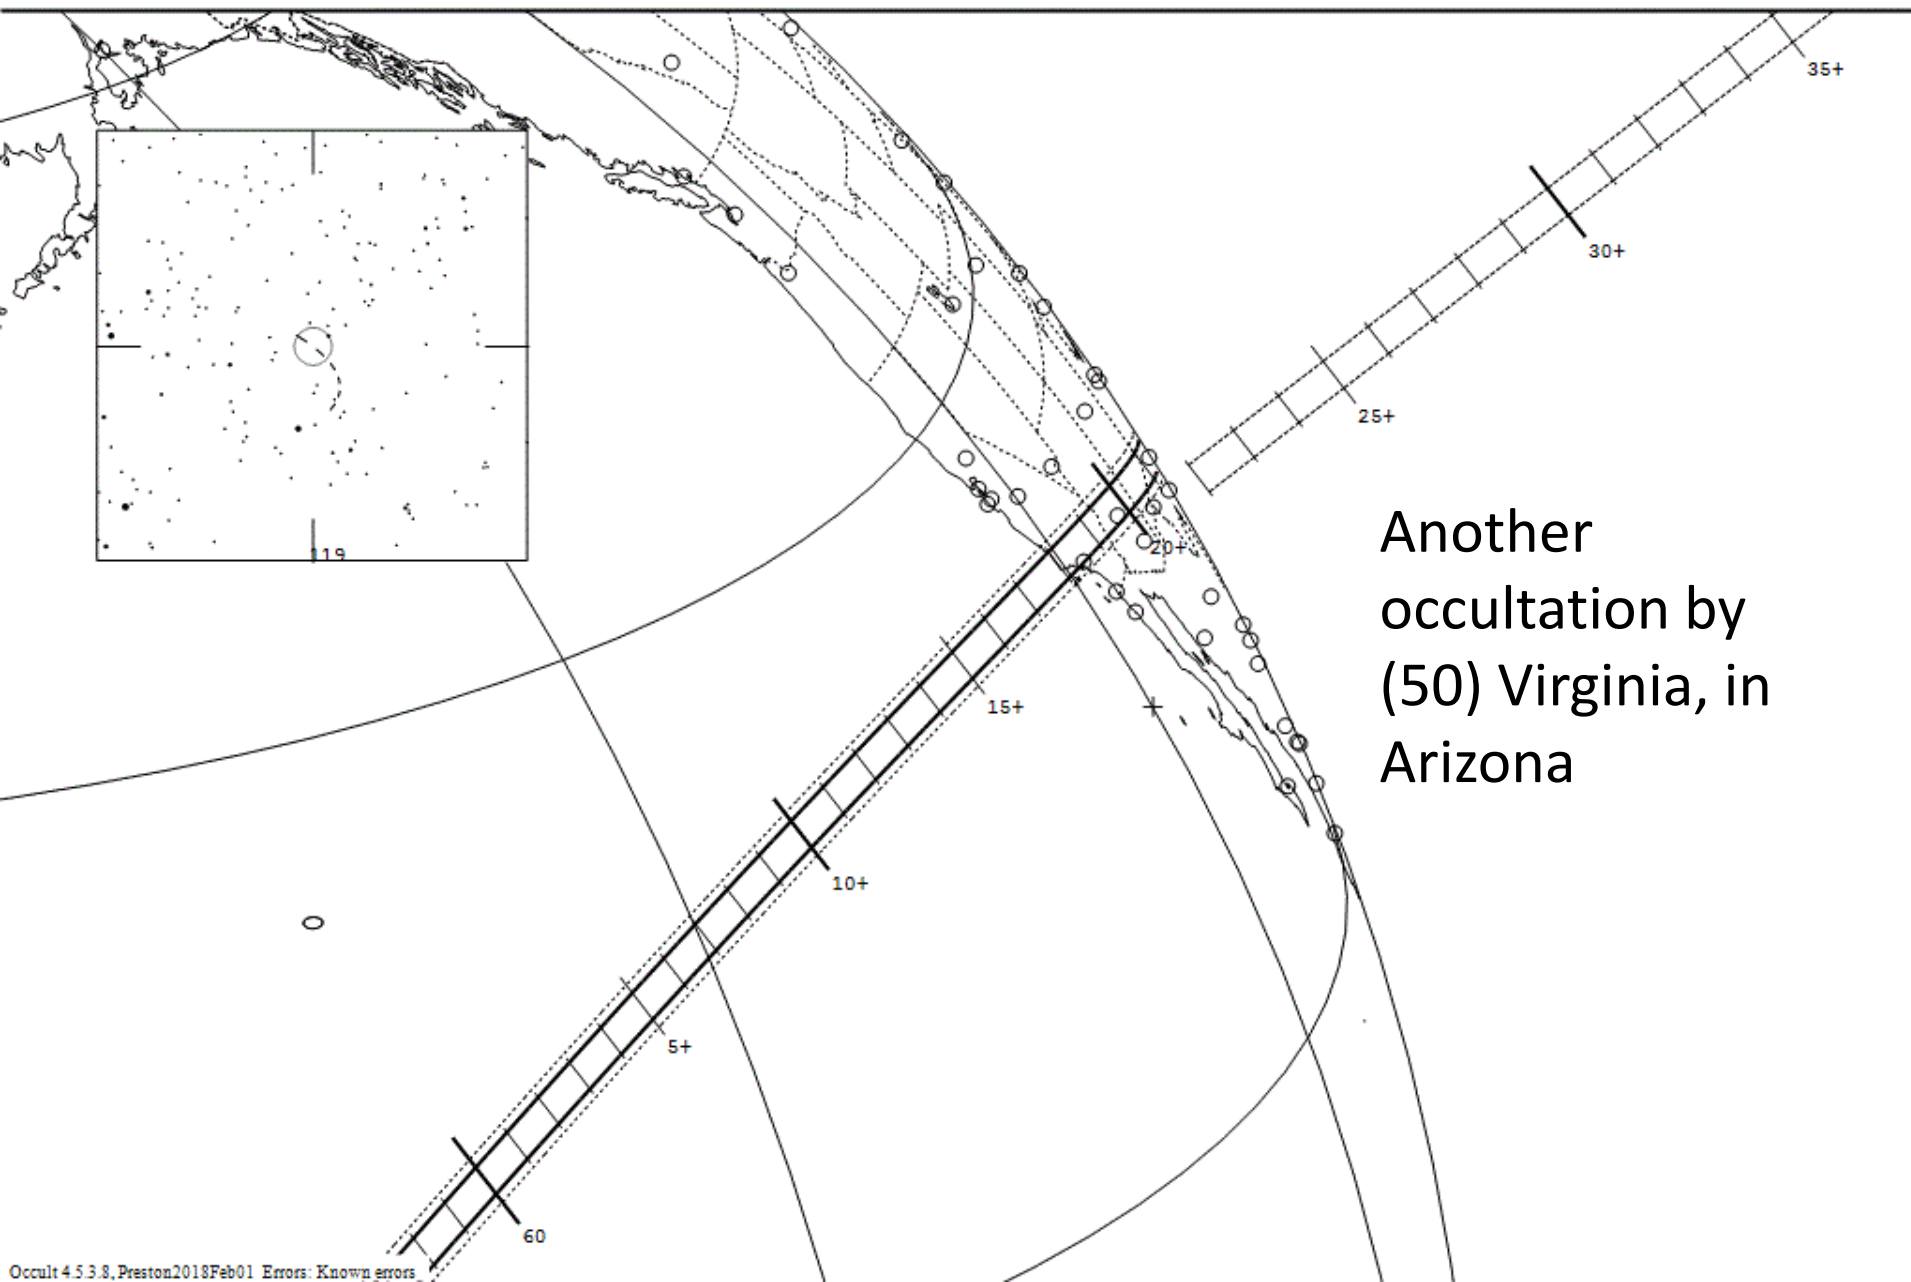 35+
30+
25+
20+
Another
occultation by
(50) Virginia, in
Arizona
119
15+
10+
5+
60
Occult 4.5.3.8, Preston2018Feb01 Errors: Known errors